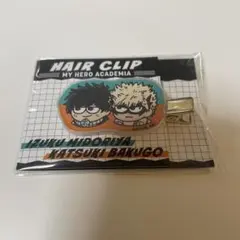 HAIR CLIP
MY HERO ACADEMIA
IZUKU MIDORIYA
KATSUKI BAKUGO